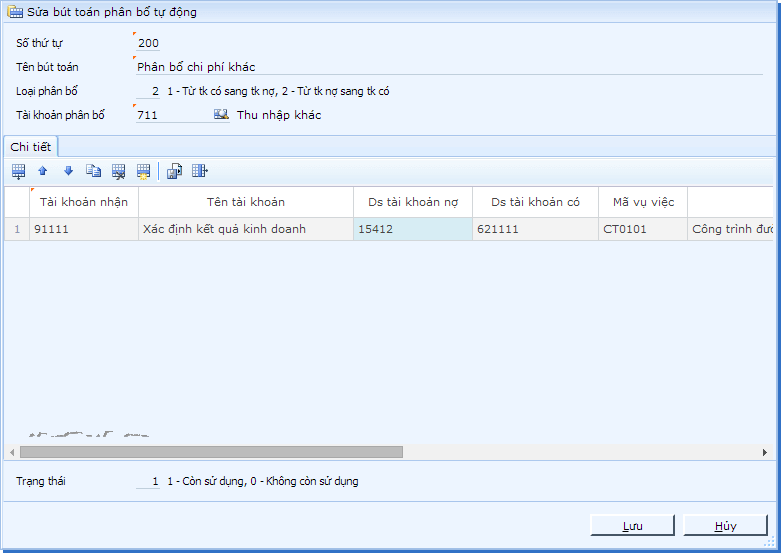 Sửa bút toán phân bổ tự động
Số thứ tự 200
Tên bút toán Phân bổ chi phí khác
Loại phân bổ 2 1 - Từ tk có sang tk nợ, 2 - Từ tk nợ sang tk có
Tài khoản phân bổ 711 Thu nhập khác
Chi tiết
Tài khoản nhận Tên tài khoản Ds tài khoản nợ Ds tài khoản có Mã vụ việc
1 91111 Xác định kết quả kinh doanh 15412 621111 CT0101 Công trình đườ
Trạng thái 1 1 - Còn sử dụng, 0 - Không còn sử dụng
Lưu Hủy